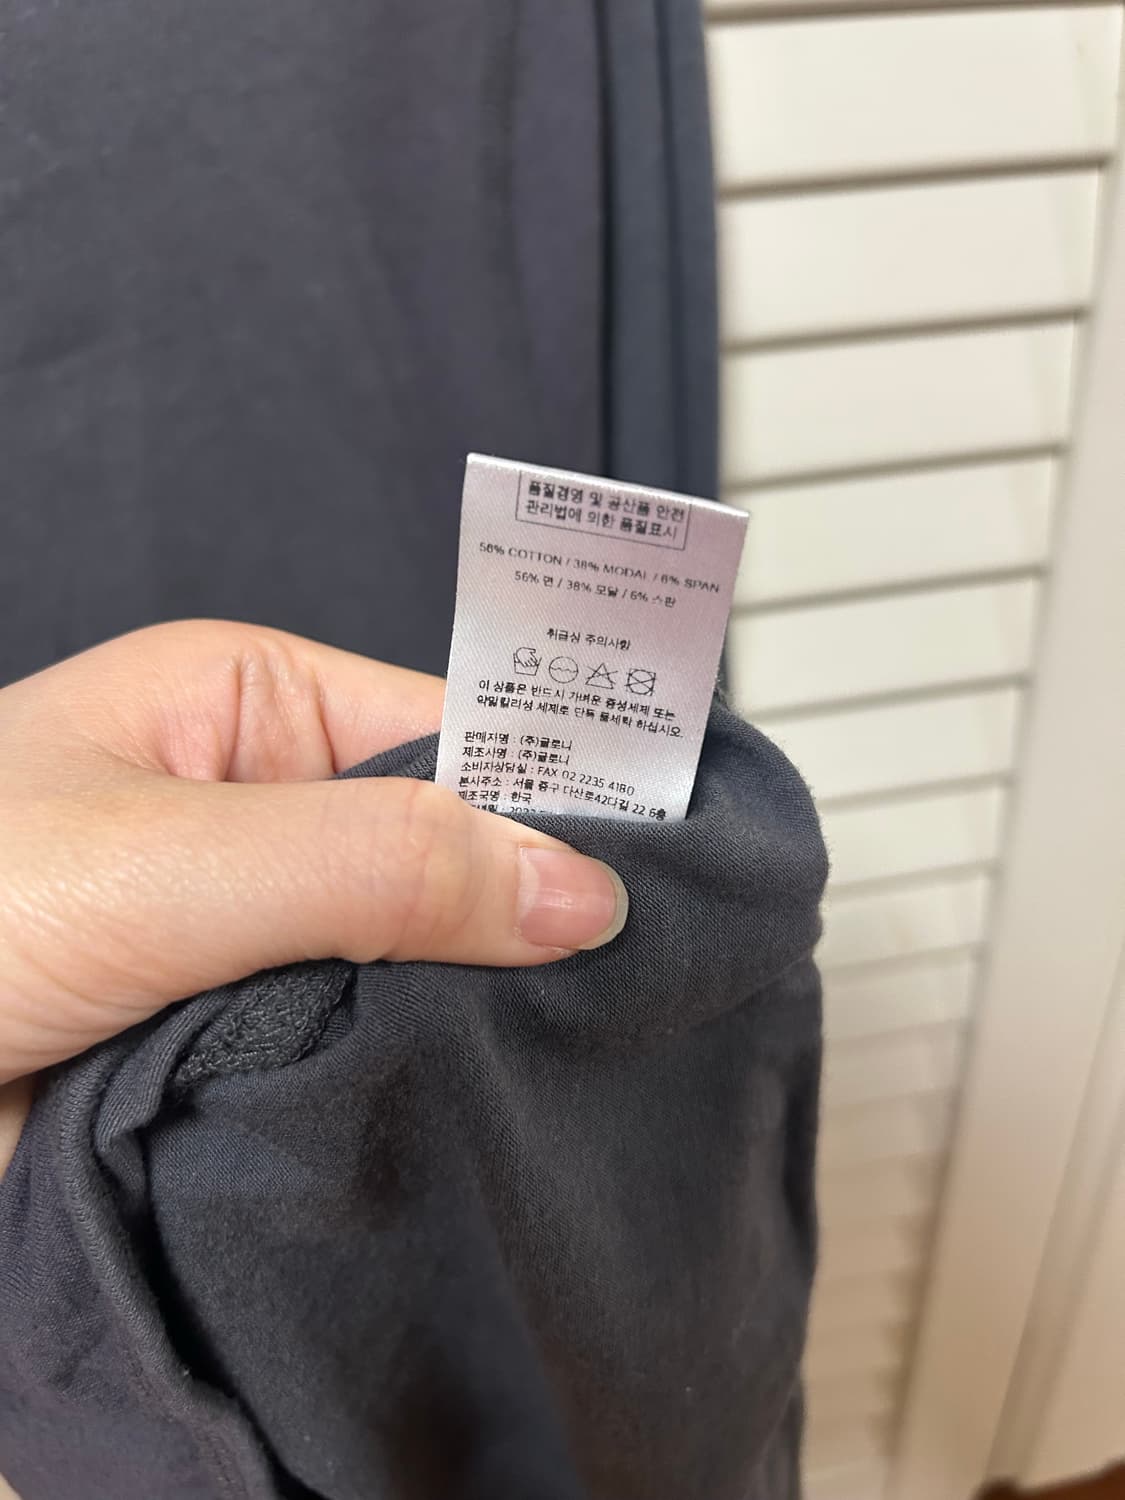 품질경영 및 공산품 안전
관리법에 의한 품질표시
56% COTTON / 38% MODAL / 6% SPAN
56% 면 / 38% 모달 / 6% 스판
취급상 주의사항
이 상품은 반드시 가벼운 중성세제 또는
약알킬리성 세제로 단독 물세탁 하십시오.
판매자명 : (주)글로니
제조사명 : (주)글로니
소비자상담실 : FAX 02 2235 4180
본사주소 : 서울 중구 다산로42다길 22 6층
제조국명 : 한국